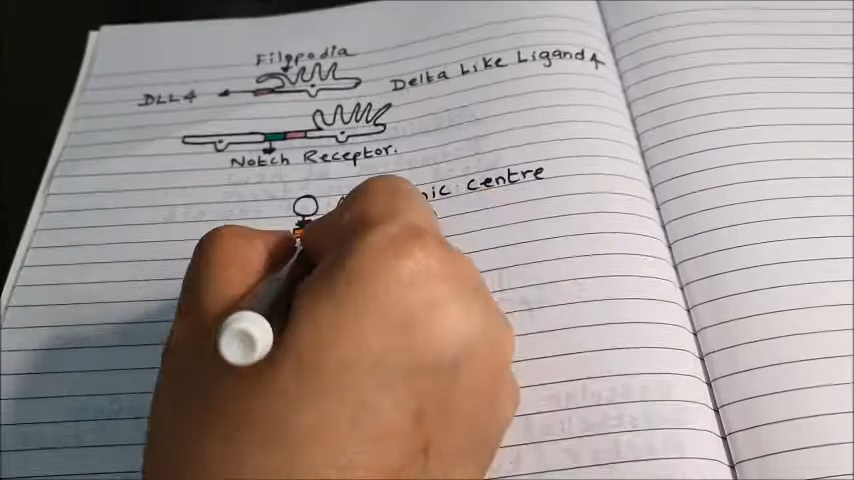 Filopodia
DLL4
Delta Like Ligand 4
Notch Receptor.
Centre